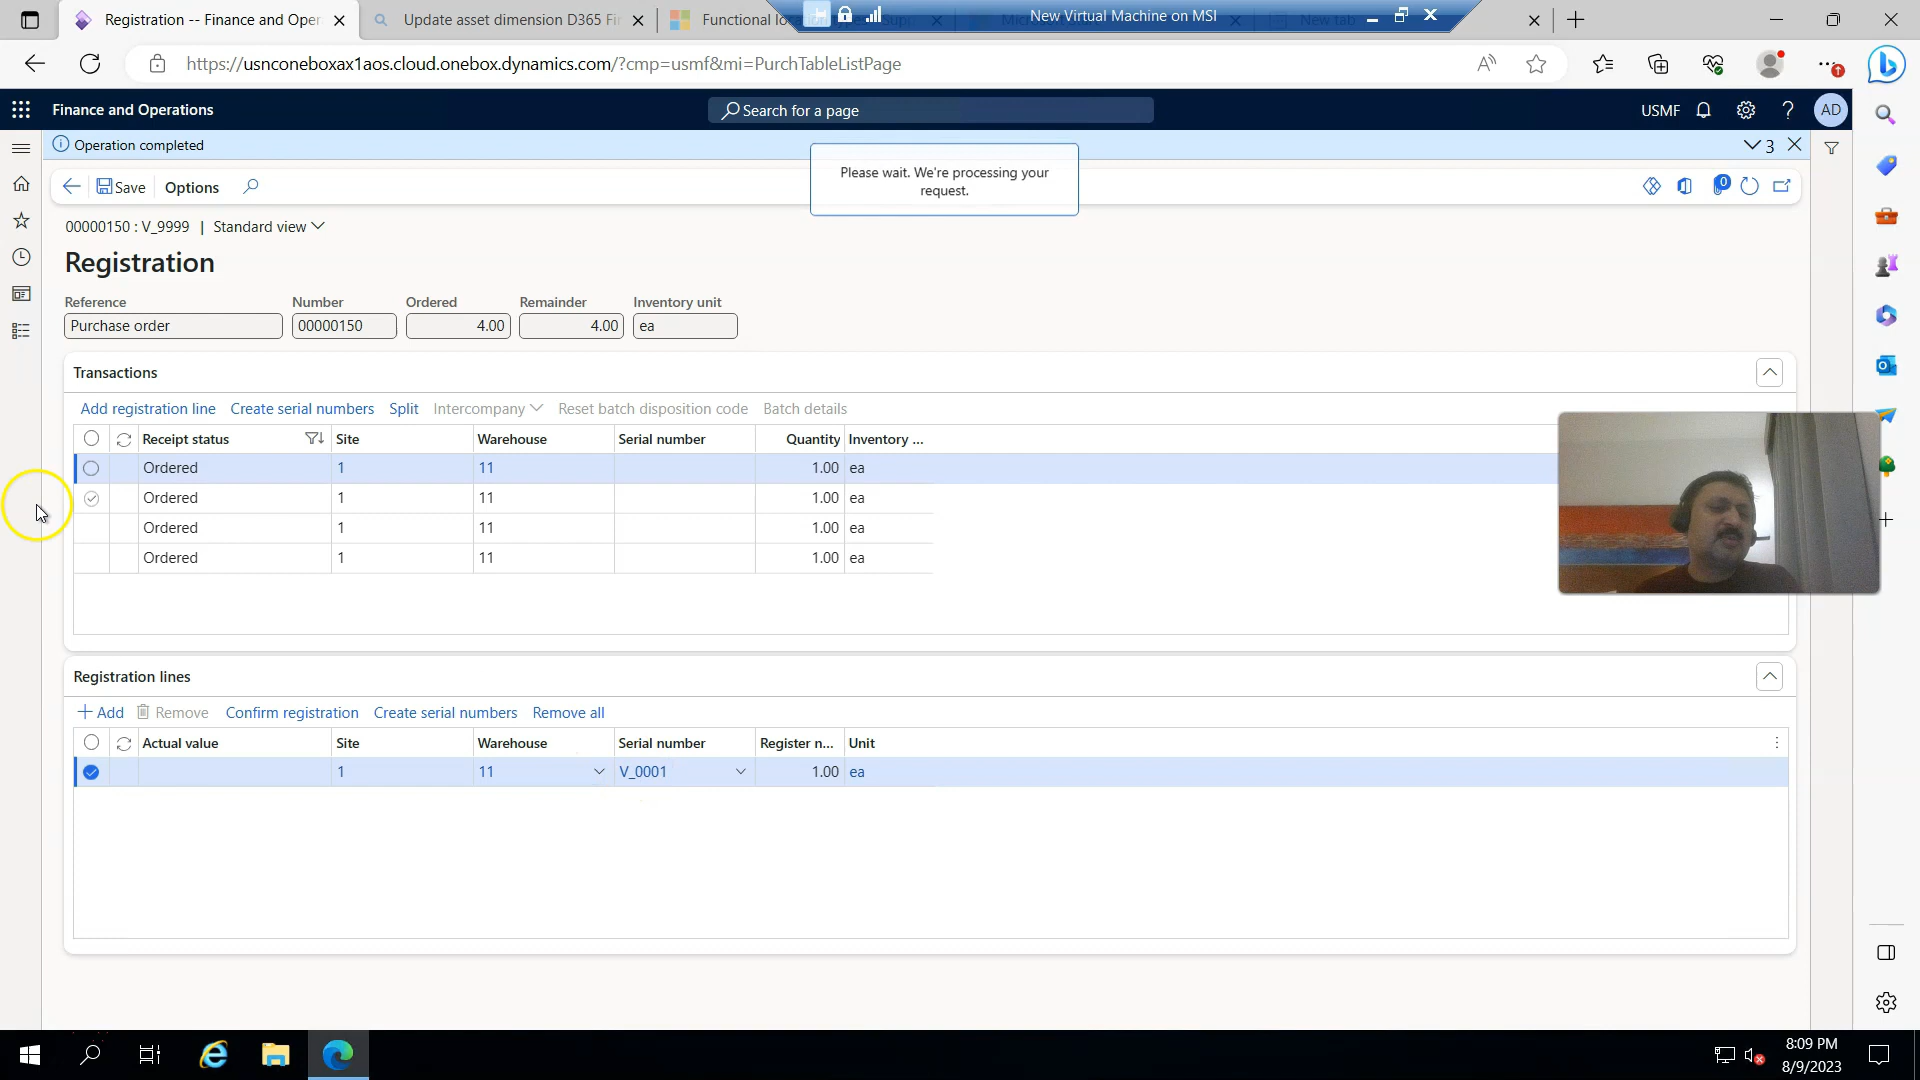 Registration -- Finance and Oper
Update asset dimension D365 Fi
Functional lo
New Virtual Machine on MSI
New tab
https://usnconeboxax1aos.cloud.onebox.dynamics.com/?cmp=usmf&mi=PurchTableListPage
Finance and Operations
Search for a page
USMF
AD
Operation completed
3
Please wait. We're processing your
request.
Save
Options
0
00000150 : V_9999 | Standard view
Registration
Reference
Number
Ordered
Remainder
Inventory unit
Purchase order
00000150
4.00
4.00
ea
Transactions
Add registration line
Create serial numbers
Split
Intercompany
Reset batch disposition code
Batch details
Receipt status
Site
Warehouse
Serial number
Quantity
Inventory ...
Ordered 1 11 1.00 ea
Ordered 1 11 1.00 ea
Ordered 1 11 1.00 ea
Ordered 1 11 1.00 ea
Registration lines
Add
Remove
Confirm registration
Create serial numbers
Remove all
Actual value
Site
Warehouse
Serial number
Register n...
Unit
1 11 V_0001 1.00 ea
8:09 PM
8/9/2023